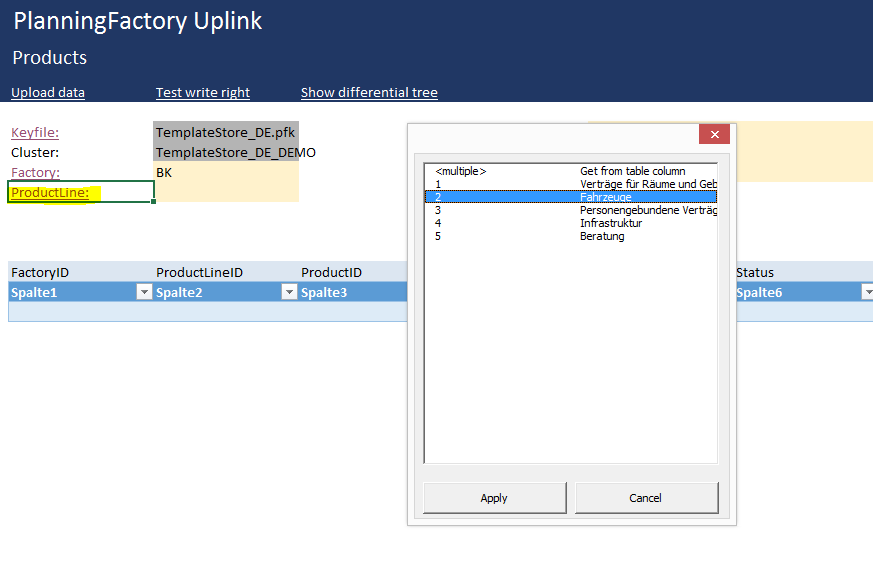 PlanningFactory Uplink
Products
Upload data Test write right Show differential tree
Keyfile: TemplateStore_DE.pfk
Cluster: TemplateStore_DE_DEMO
Factory: BK
ProductLine:
<multiple> Get from table column
1 Verträge für Räume und Geb
2 Fahrzeuge
3 Personengebundene Verträg
4 Infrastruktur
5 Beratung
Apply Cancel
FactoryID ProductLineID ProductID Status
Spalte1 Spalte2 Spalte3 Spalte6